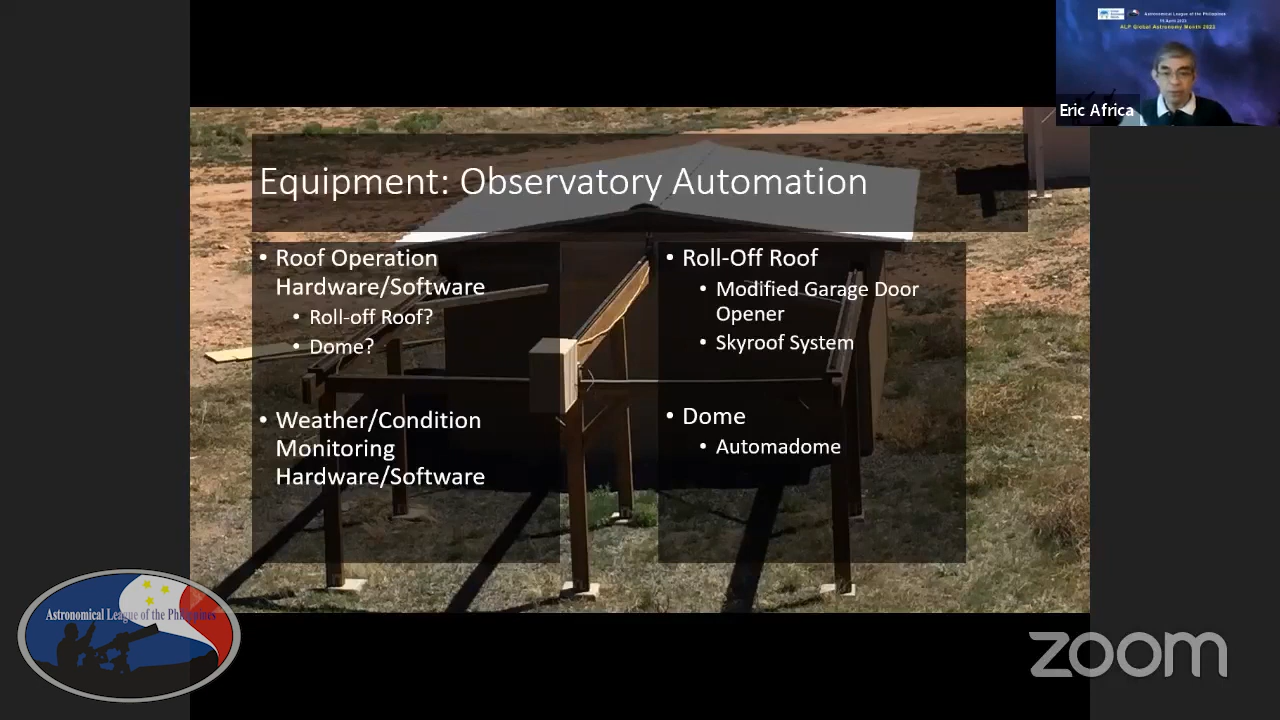 Astronomical League of the Philippines
ALP Global Astronomy Month 2023
Eric Africa
Equipment: Observatory Automation
• Roof Operation
Hardware/Software
• Roll-off Roof?
• Dome?
• Weather/Condition
Monitoring
Hardware/Software
• Roll-Off Roof
• Modified Garage Door
Opener
• Skyroof System
• Dome
• Automadome
Astronomical League of the Philippines
zoom